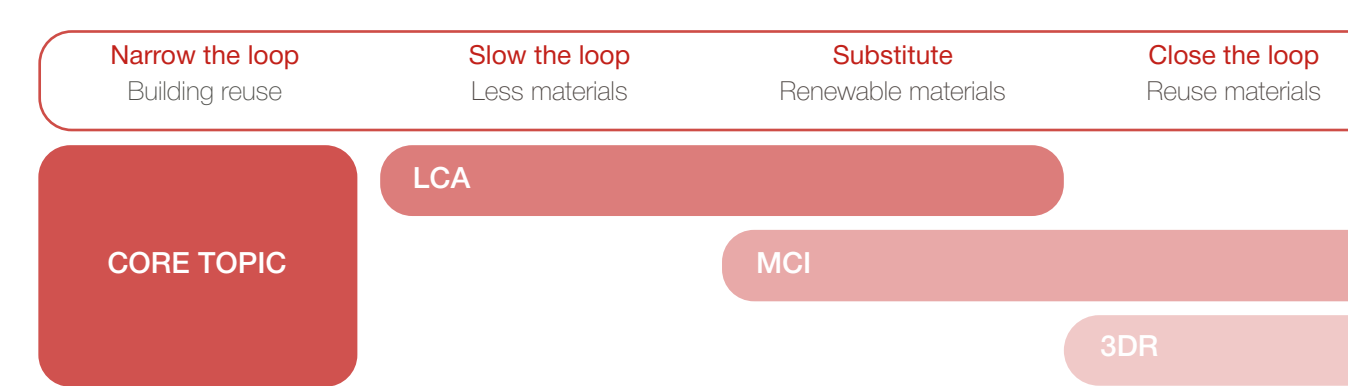 Narrow the loop
Building reuse
Slow the loop
Less materials
Substitute
Renewable materials
Close the loop
Reuse materials
CORE TOPIC
LCA
MCI
3DR